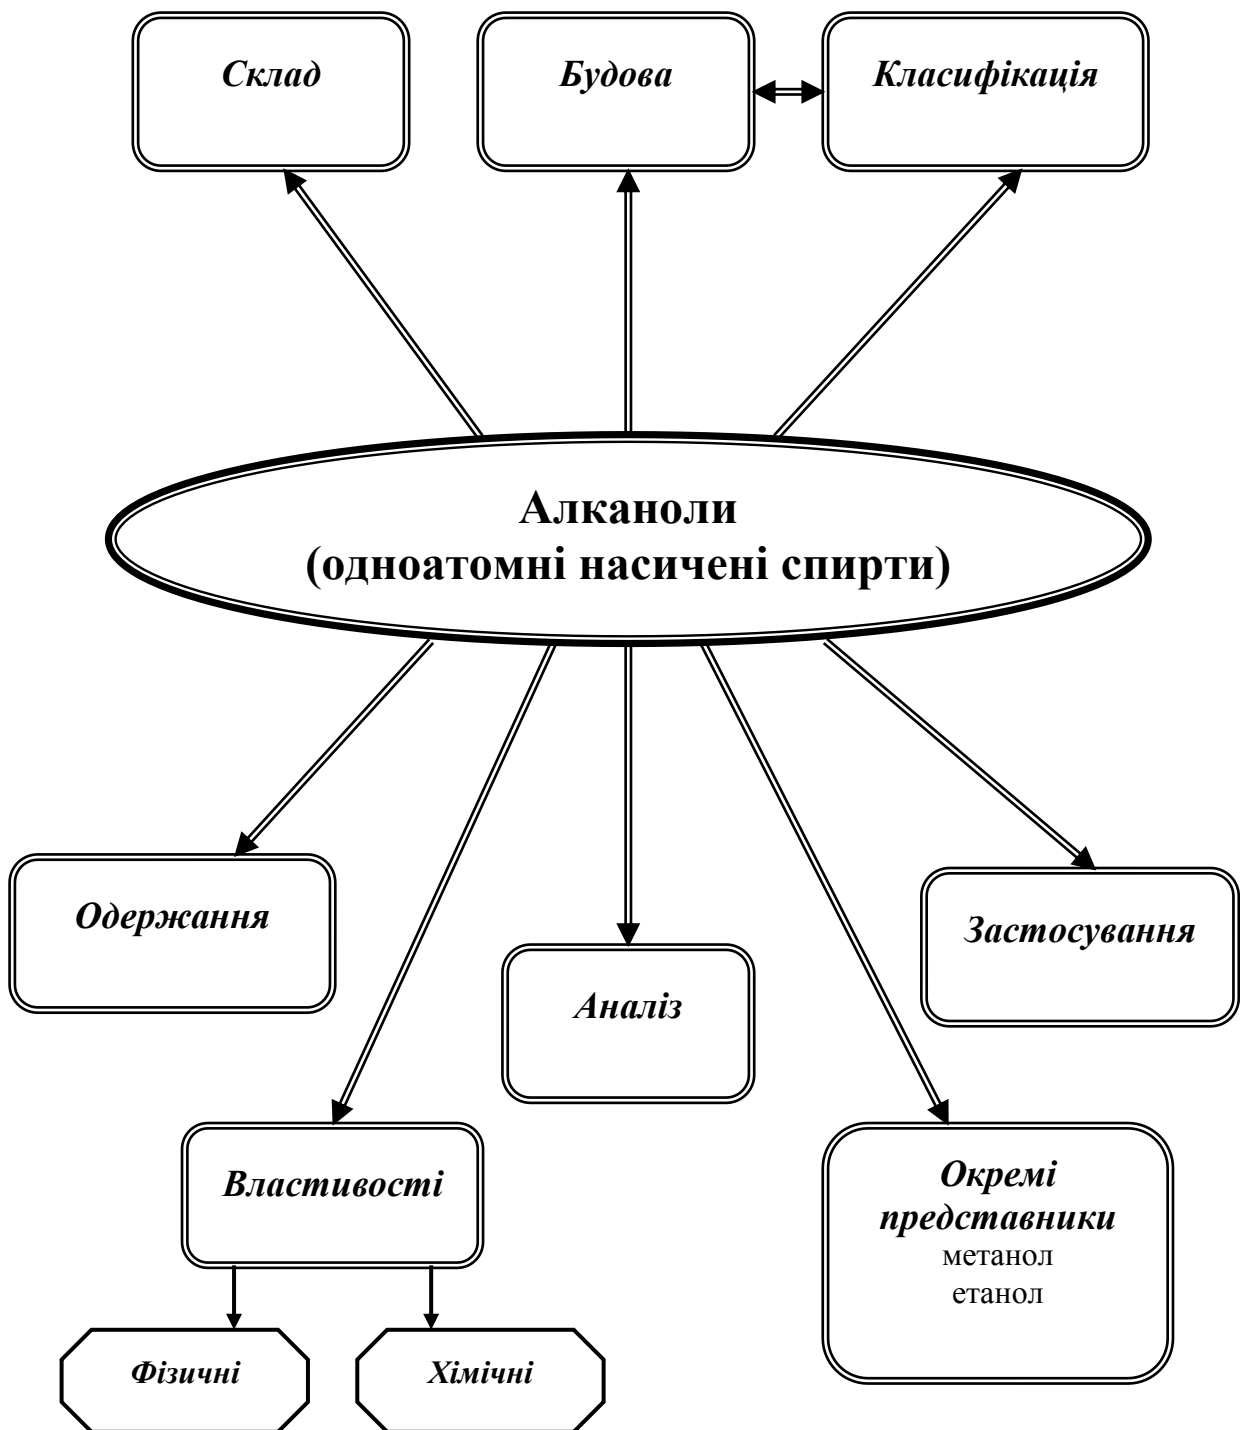 Склад
Будова
Класифікація
Алканоли
(одноатомні насичені спирти)
Одержання
Застосування
Аналіз
Властивості
Окремі
представники
метанол
етанол
Фізичні
Хімічні